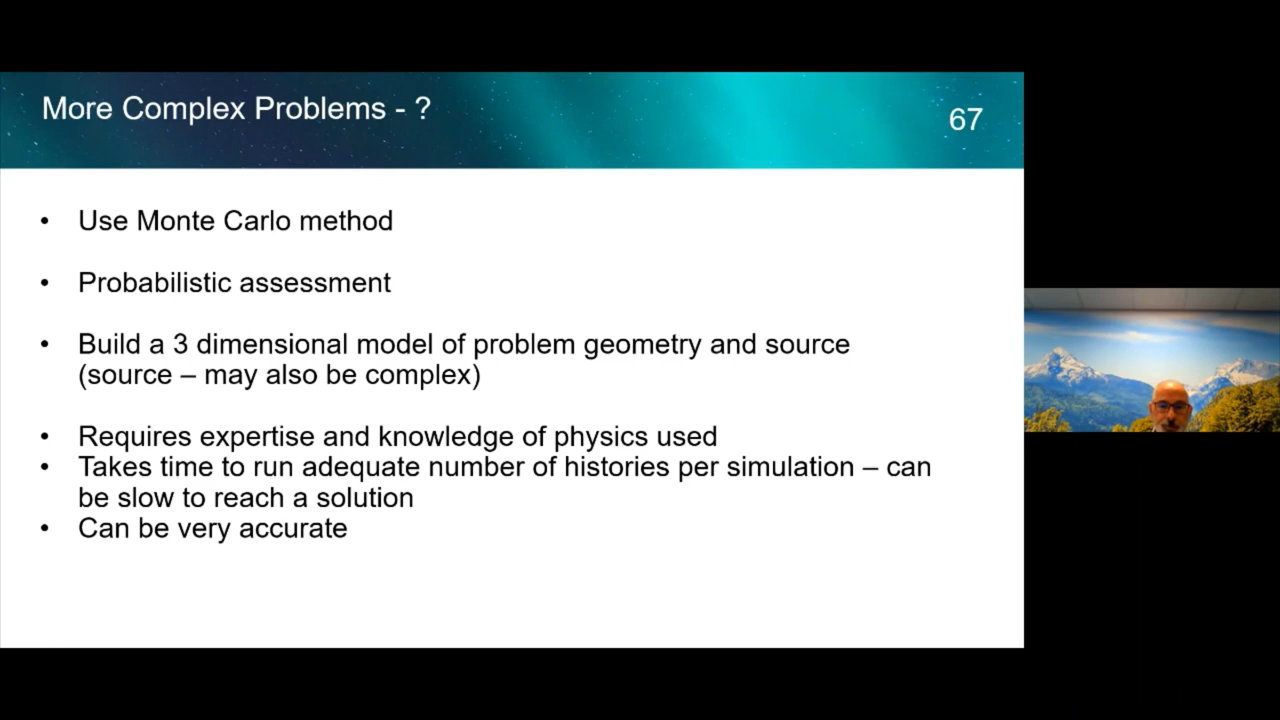 More Complex Problems - ?
67
• Use Monte Carlo method
• Probabilistic assessment
• Build a 3 dimensional model of problem geometry and source
(source – may also be complex)
• Requires expertise and knowledge of physics used
• Takes time to run adequate number of histories per simulation – can
be slow to reach a solution
• Can be very accurate